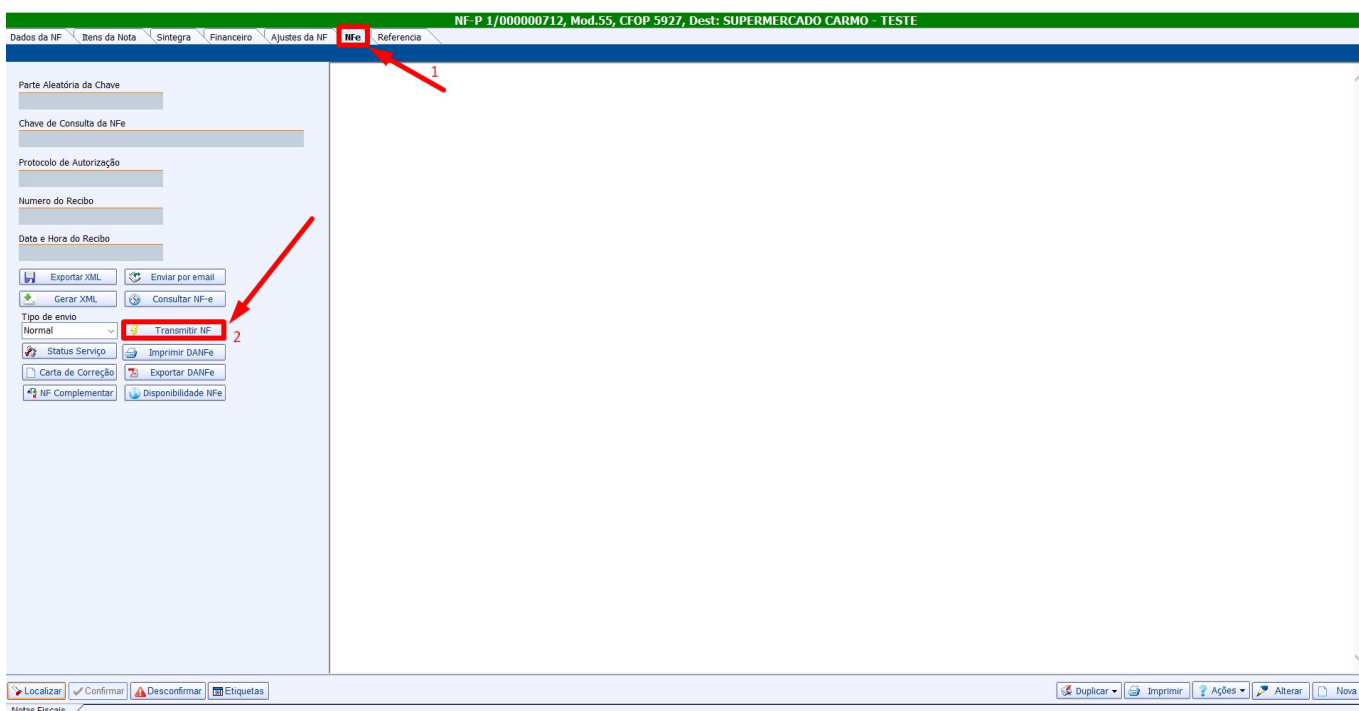 NF-P 1/000000712, Mod.55, CFOP 5927, Dest: SUPERMERCADO CARMO - TESTE
Dados da NF Itens da Nota Sintegra Financeiro Ajustes da NF NFe Referencia
1
Parte Aleatória da Chave
Chave de Consulta da NFe
Protocolo de Autorização
Numero do Recibo
Data e Hora do Recibo
Exportar XML Enviar por email
Gerar XML Consultar NF-e
Tipo de envio
Normal Transmitir NF 2
Status Serviço Imprimir DANFe
Carta de Correção Exportar DANFe
NF Complementar Disponibilidade NFe
Localizar Confirmar Desconfirmar Etiquetas Duplicar Imprimir Ações Alterar Nova
Notas Fiscais